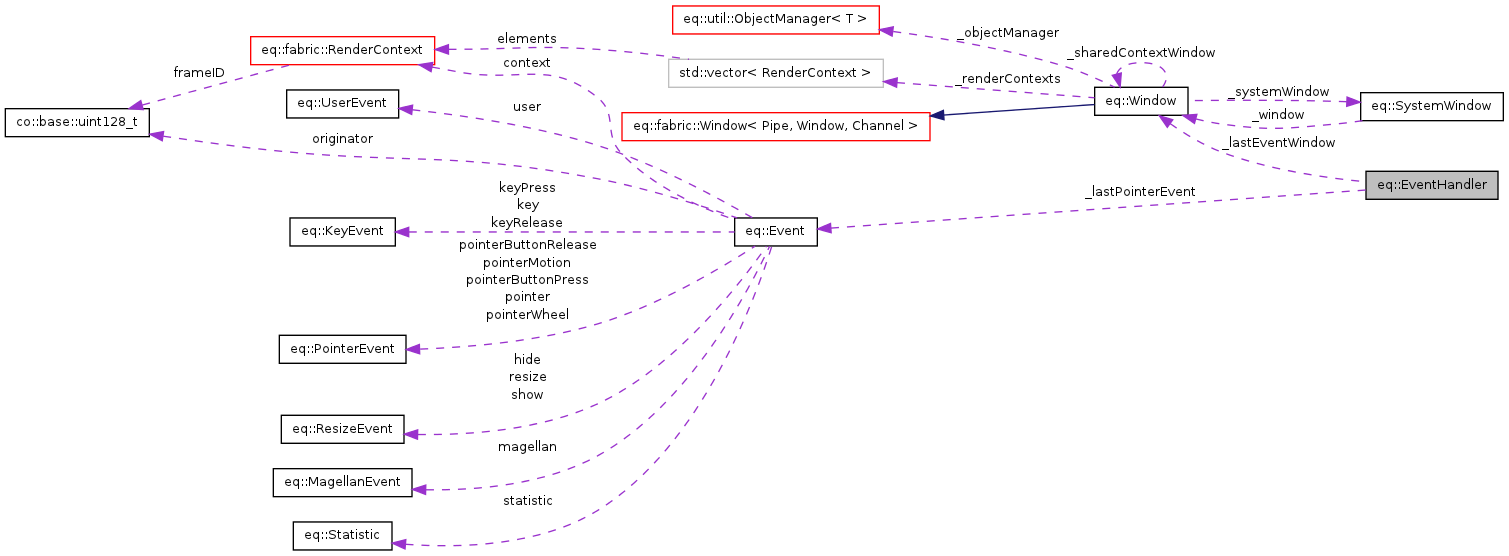 eq::util::ObjectManager< T >
_objectManager
elements
eq::fabric::RenderContext
_sharedContextWindow
context
frameID
std::vector< RenderContext >
_renderContexts
eq::Window
_systemWindow
eq::SystemWindow
_window
eq::UserEvent
user
co::base::uint128_t
eq::fabric::Window< Pipe, Window, Channel >
originator
_lastEventWindow
eq::EventHandler
_lastPointerEvent
keyPress
key
keyRelease
eq::KeyEvent
eq::Event
pointerButtonRelease
pointerMotion
pointerButtonPress
pointer
pointerWheel
eq::PointerEvent
hide
resize
show
eq::ResizeEvent
magellan
eq::MagellanEvent
statistic
eq::Statistic